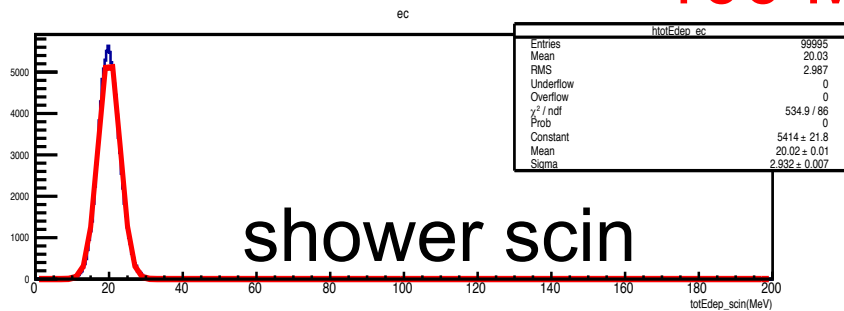 ec
htotEdep_ec
Entries 99995
Mean 20.03
RMS 2.987
Underflow 0
Overflow 0
χ² / ndf 534.9 / 86
Prob 0
Constant 5414 ± 21.8
Mean 20.02 ± 0.01
Sigma 2.932 ± 0.007
5000
4000
3000
2000
1000
0
shower scin
0 20 40 60 80 100 120 140 160 180 200
totEdep_scin(MeV)